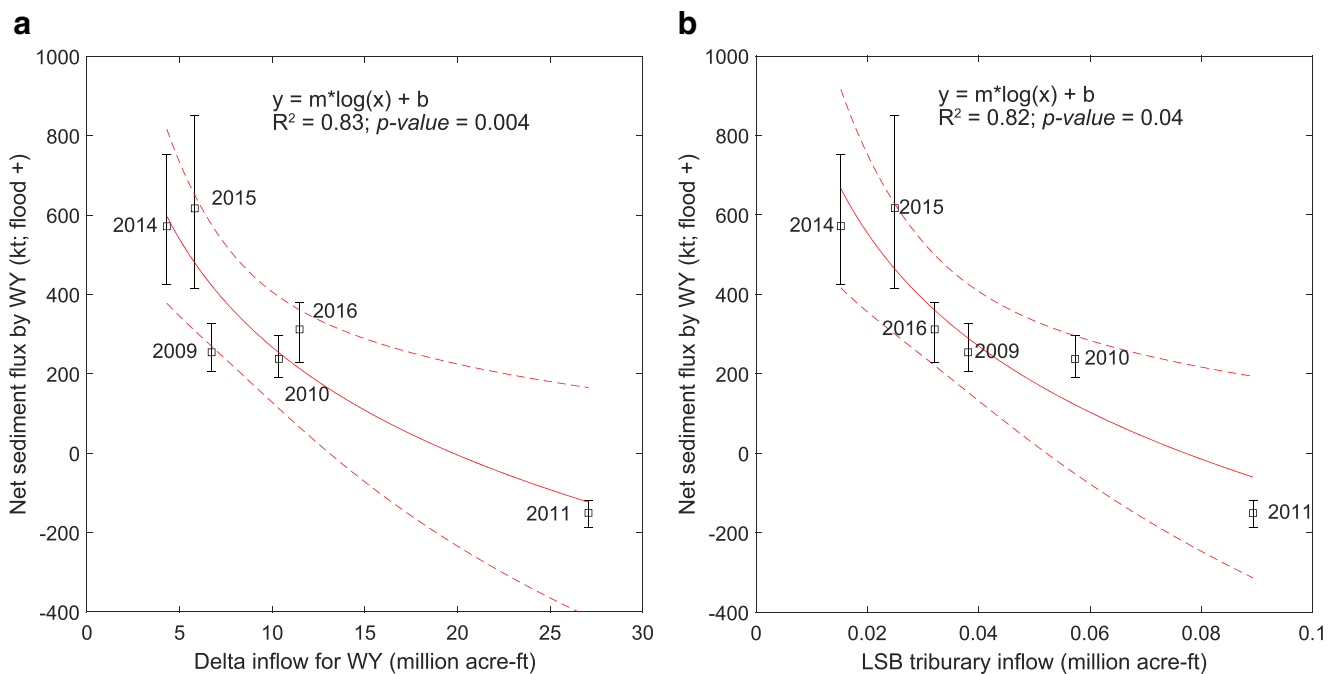 a
y = m*log(x) + b
R² = 0.83; p-value = 0.004
Net sediment flux by WY (kt; flood +)
1000
800
600
400
200
0
-200
-400
2014
2015
2009
2010
2016
2011
0 5 10 15 20 25 30
Delta inflow for WY (million acre-ft)
b
y = m*log(x) + b
R² = 0.82; p-value = 0.04
Net sediment flux by WY (kt; flood +)
1000
800
600
400
200
0
-200
-400
2014
2015
2016
2009
2010
2011
0 0.02 0.04 0.06 0.08 0.1
LSB triburary inflow (million acre-ft)